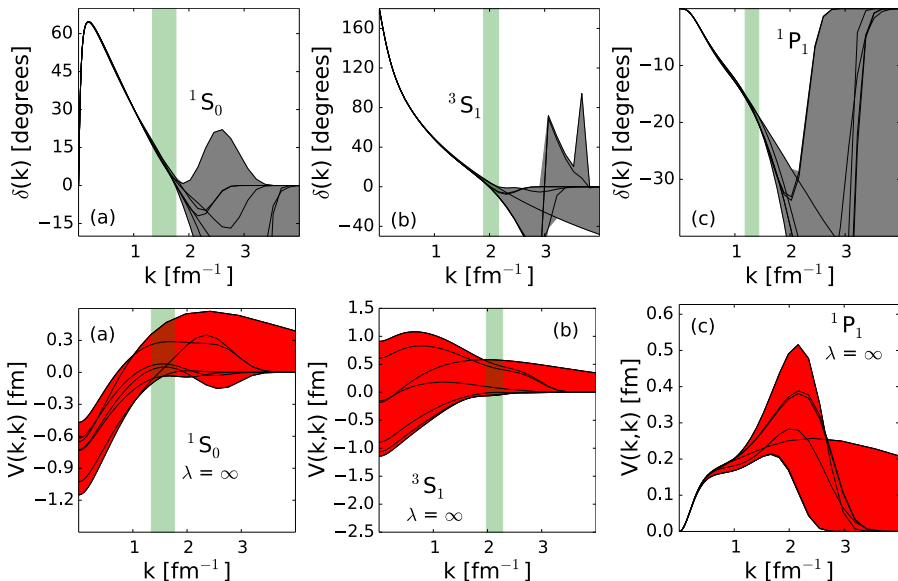 60
45
30
15
0
−15
δ(k) [degrees]
¹S₀
(a)
1 2 3
k [fm⁻¹]
160
120
80
40
0
−40
δ(k) [degrees]
³S₁
(b)
1 2 3
k [fm⁻¹]
−10
−20
−30
δ(k) [degrees]
¹P₁
(c)
1 2 3
k [fm⁻¹]
0.3
0.0
−0.3
−0.6
−0.9
−1.2
V(k,k) [fm]
(a)
¹S₀
λ = ∞
1 2 3
k [fm⁻¹]
1.5
1.0
0.5
0.0
−0.5
−1.0
−1.5
−2.0
−2.5
V(k,k) [fm]
(b)
³S₁
λ = ∞
1 2 3
k [fm⁻¹]
0.6
0.5
0.4
0.3
0.2
0.1
0.0
V(k,k) [fm]
(c)
¹P₁
λ = ∞
1 2 3
k [fm⁻¹]